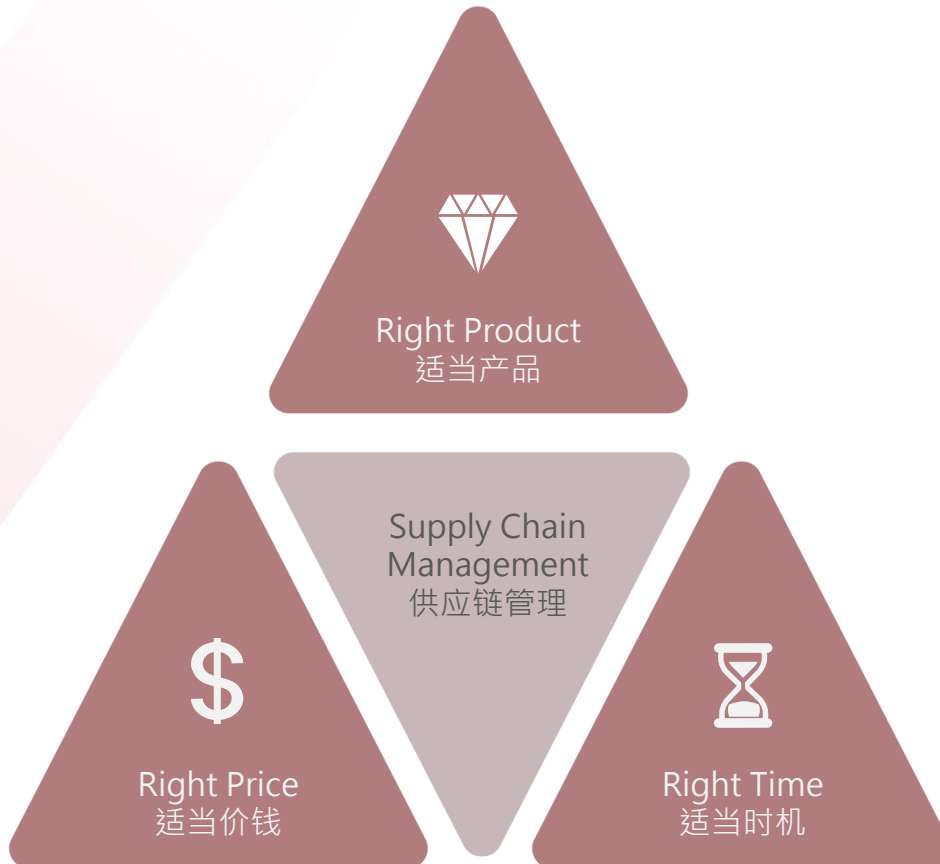 Right Product
适当产品
Supply Chain
Management
供应链管理
$
Right Price
适当价钱
Right Time
适当时机